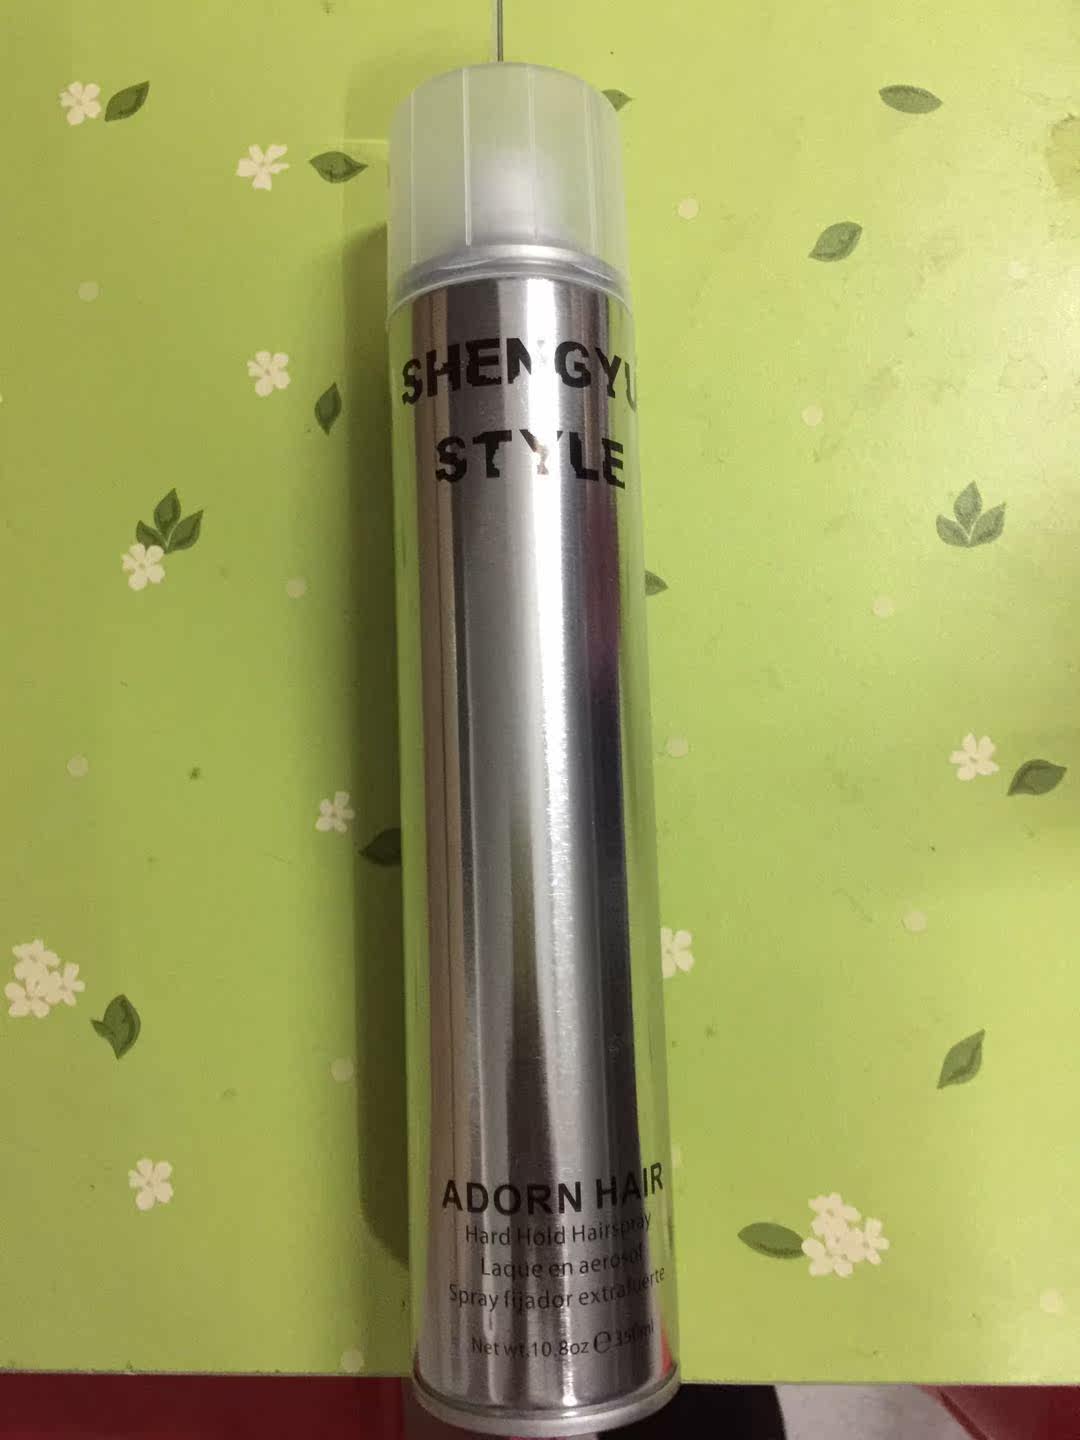 SHENGYU
STYLE
ADORN HAIR
Hard Hold Hairspray
Laque en aerosol
Spray fijador extrafuerte
Net wt.10.8oz ℮350ml